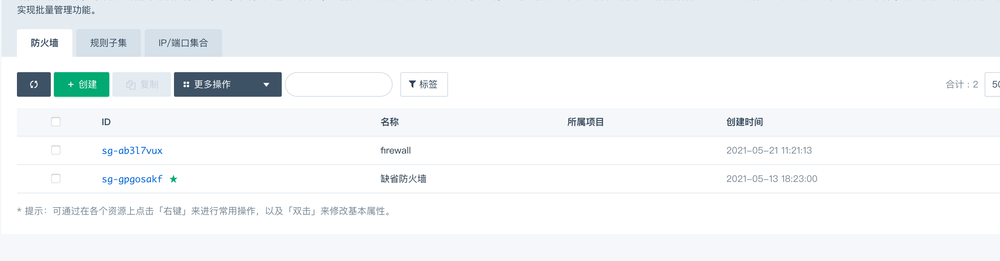 实现批量管理功能。
防火墙 规则子集 IP/端口集合
+ 创建 复制 更多操作 标签 合计：2 50
ID 名称 所属项目 创建时间
sg-ab3l7vux firewall 2021-05-21 11:21:13
sg-gpgosakf 缺省防火墙 2021-05-13 18:23:00
* 提示：可通过在各个资源上点击「右键」来进行常用操作，以及「双击」来修改基本属性。